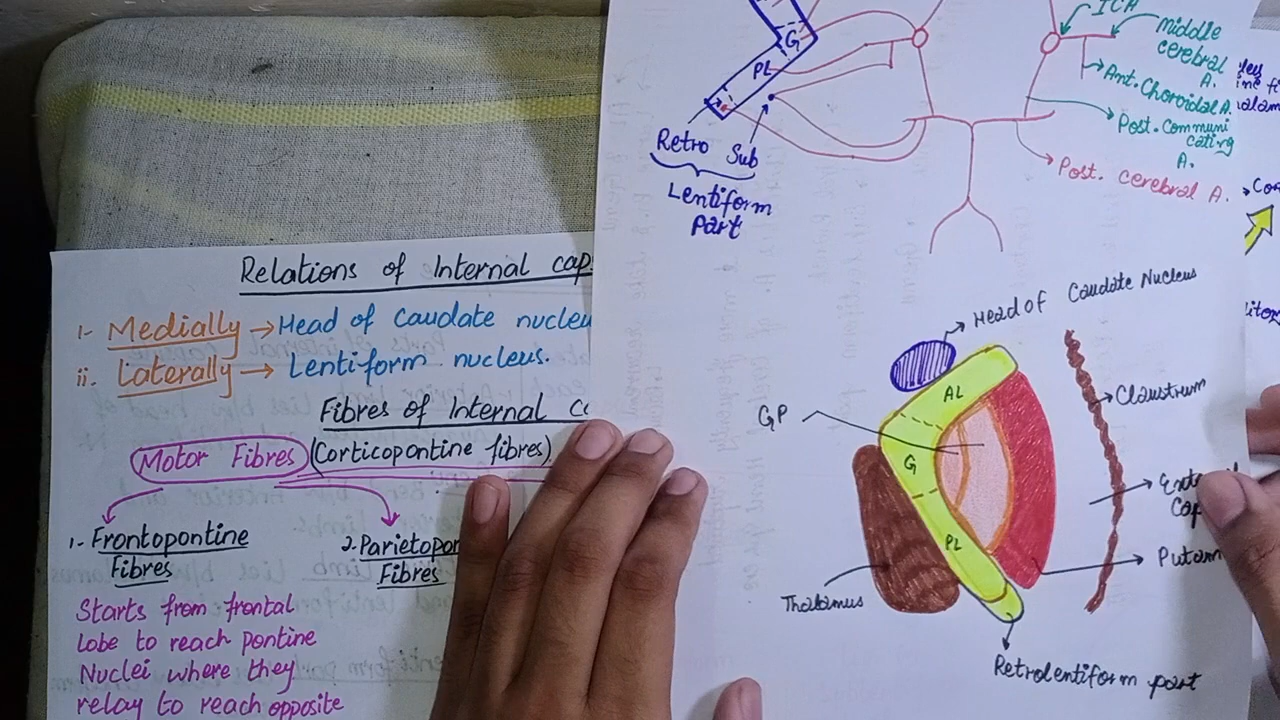 Relations of Internal cap
i- Medially → Head of caudate nucleu
ii. Laterally → Lentiform nucleus.
Fibres of Internal
Motor Fibres (Corticopontine fibres)
1- Frontopontine
Fibres
2- Parietopon
Fibres
Starts from frontal
lobe to reach pontine
Nuclei where they
relay to reach opposite
G
PL
Retro Sub
Lentiform
Part
ICA
Middle
cerebral
A.
Ant. Choroidal A.
Post. Communi
cating
A.
Post. cerebral A.
Head of Caudate Nucleus
AL
G
PL
GP
Claustrum
Putam
Thalamus
Retrolentiform part